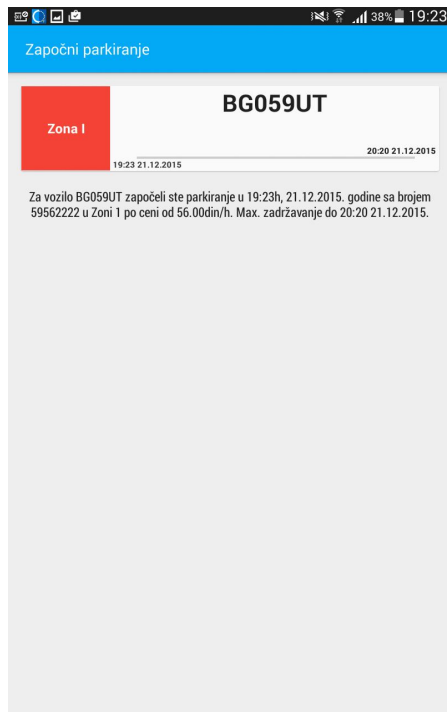 38% 19:23
Započni parkiranje
Zona I
BG059UT
20:20 21.12.2015
19:23 21.12.2015
Za vozilo BG059UT započeli ste parkiranje u 19:23h, 21.12.2015. godine sa brojem
59562222 u Zoni 1 po ceni od 56.00din/h. Max. zadržavanje do 20:20 21.12.2015.